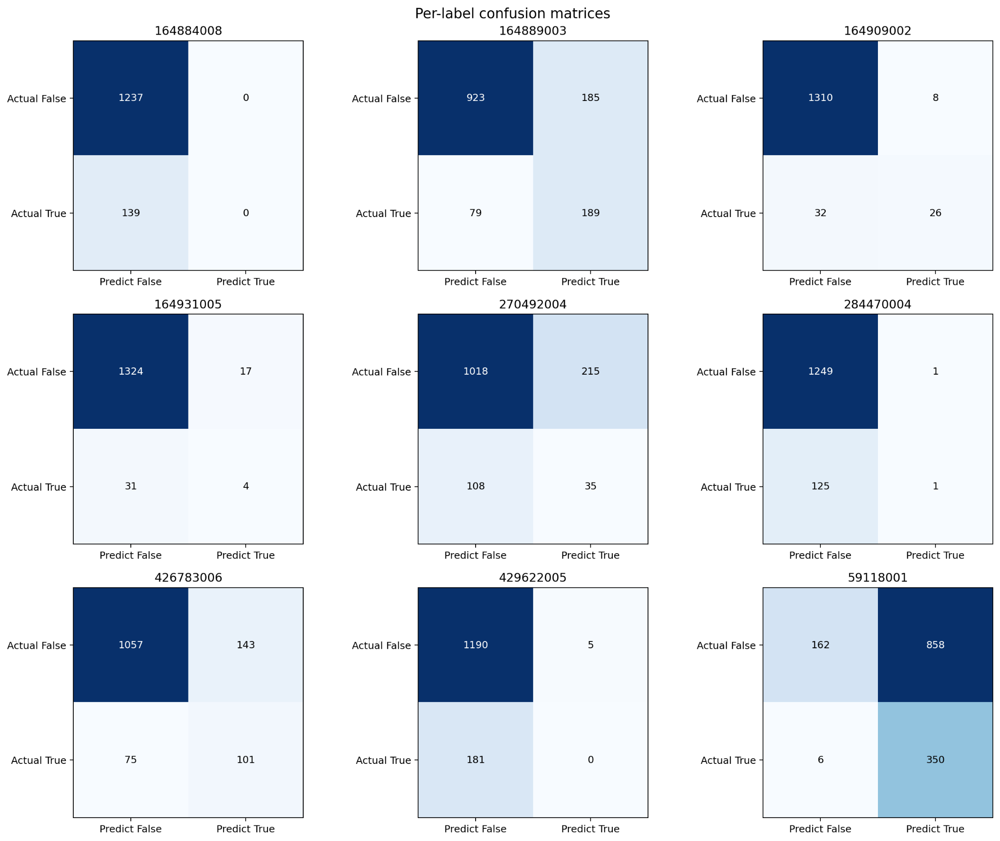 Per-label confusion matrices
164884008
Actual False
1237
0
Actual True
139
0
Predict False
Predict True
164889003
Actual False
923
185
Actual True
79
189
Predict False
Predict True
164909002
Actual False
1310
8
Actual True
32
26
Predict False
Predict True
164931005
Actual False
1324
17
Actual True
31
4
Predict False
Predict True
270492004
Actual False
1018
215
Actual True
108
35
Predict False
Predict True
284470004
Actual False
1249
1
Actual True
125
1
Predict False
Predict True
426783006
Actual False
1057
143
Actual True
75
101
Predict False
Predict True
429622005
Actual False
1190
5
Actual True
181
0
Predict False
Predict True
59118001
Actual False
162
858
Actual True
6
350
Predict False
Predict True